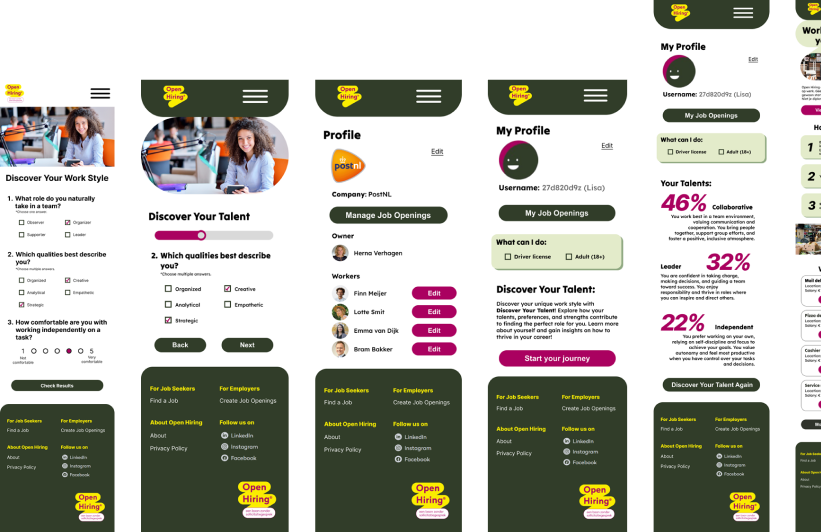 Open
Hiring®
Discover Your Work Style
1. What role do you naturally
take in a team?
*Choose one answer
Observer
Organizer
Supporter
Leader
2. Which qualities best describe
you?
*Choose multiple answers.
Organized
Creative
Analytical
Empathetic
Strategic
3. How comfortable are you with
working independently on a
task?
1
5
Not
comfortable
Very
comfortable
Check Results
For Job Seekers
Find a Job
For Employers
Create Job Openings
About Open Hiring
About
Privacy Policy
Follow us on
LinkedIn
Instagram
Facebook
Open
Hiring®
Open
Hiring®
Discover Your Talent
2. Which qualities best describe
you?
*Choose multiple answers.
Organized
Creative
Analytical
Empathetic
Strategic
Back
Next
For Job Seekers
Find a Job
For Employers
Create Job Openings
About Open Hiring
About
Privacy Policy
Follow us on
LinkedIn
Instagram
Facebook
Open
Hiring®
Open
Hiring®
Profile
Edit
postnl
Company: PostNL
Manage Job Openings
Owner
Herna Verhagen
Workers
Finn Meijer
Edit
Lotte Smit
Edit
Emma van Dijk
Edit
Bram Bakker
Edit
For Job Seekers
Find a Job
For Employers
Create Job Openings
About Open Hiring
About
Privacy Policy
Follow us on
LinkedIn
Instagram
Facebook
Open
Hiring®
Open
Hiring®
My Profile
Edit
Username: 27d820d9z (Lisa)
My Job Openings
What can I do:
Driver license
Adult (18+)
Discover Your Talent:
Discover your unique work style with
Discover Your Talent! Explore how your
talents, preferences, and strengths contribute
to finding the perfect role for you. Learn more
about yourself and gain insights on how to
thrive in your career!
Start your journey
For Job Seekers
Find a Job
For Employers
Create Job Openings
About Open Hiring
About
Privacy Policy
Follow us on
LinkedIn
Instagram
Facebook
Open
Hiring®
Open
Hiring®
My Profile
Edit
Username: 27d820d9z (Lisa)
My Job Openings
What can I do:
Driver license
Adult (18+)
Your Talents:
46% Collaborative
You work best in a team environment,
valuing communication and
cooperation. You bring people
together, support group efforts, and
foster a positive, inclusive atmosphere.
Leader 32%
You are confident in taking charge,
making decisions, and guiding a team
toward success. You enjoy
responsibility and thrive in roles where
you can inspire and direct others.
22% Independent
You prefer working on your own,
relying on self-discipline and focus to
achieve your goals. You value
autonomy and feel most productive
when you have control over your tasks
and decisions.
Discover Your Talent Again
For Job Seekers
Find a Job
For Employers
Create Job Openings
About Open Hiring
About
Privacy Policy
Follow us on
LinkedIn
Instagram
Facebook
Open
Hiring®
1
2
3
Cashier
About
Privacy Policy